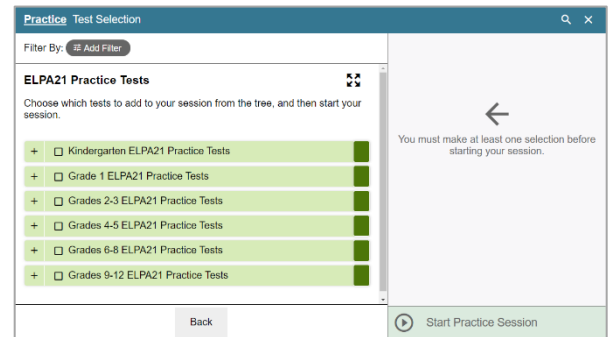 Practice Test Selection
Filter By: Add Filter
ELPA21 Practice Tests
Choose which tests to add to your session from the tree, and then start your
session.
+ Kindergarten ELPA21 Practice Tests
+ Grade 1 ELPA21 Practice Tests
+ Grades 2-3 ELPA21 Practice Tests
+ Grades 4-5 ELPA21 Practice Tests
+ Grades 6-8 ELPA21 Practice Tests
+ Grades 9-12 ELPA21 Practice Tests
Back
You must make at least one selection before
starting your session.
Start Practice Session